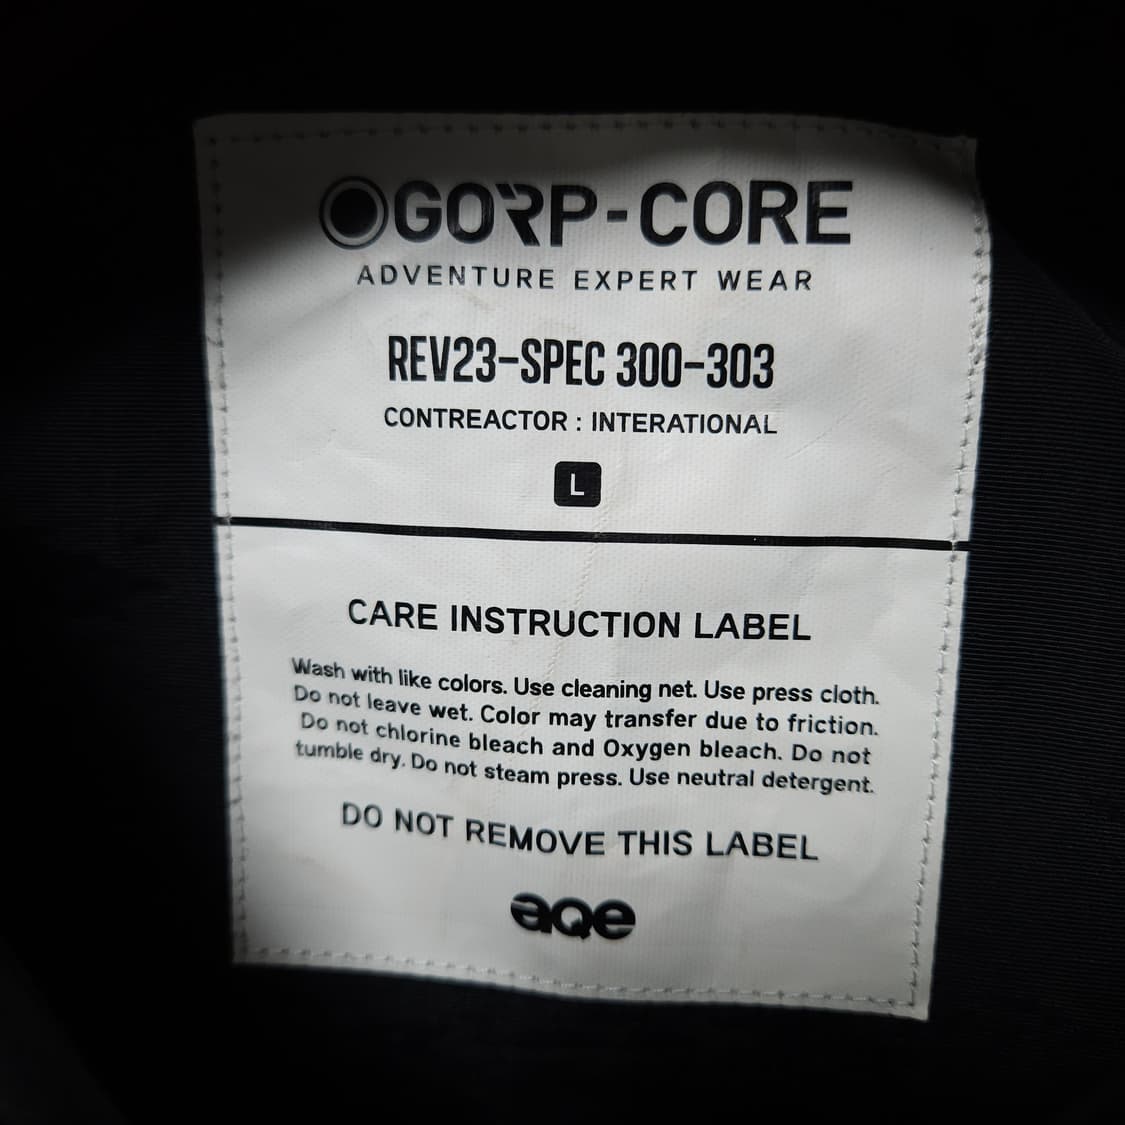 GORP-CORE
ADVENTURE EXPERT WEAR
REV23-SPEC 300-303
CONTREACTOR : INTERATIONAL
L
CARE INSTRUCTION LABEL
Wash with like colors. Use cleaning net. Use press cloth.
Do not leave wet. Color may transfer due to friction.
Do not chlorine bleach and Oxygen bleach. Do not
tumble dry. Do not steam press. Use neutral detergent.
DO NOT REMOVE THIS LABEL
aqe